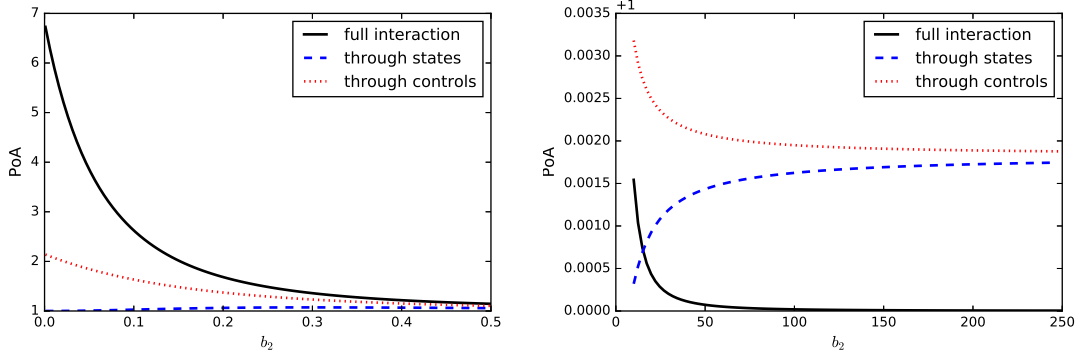 7
6
5
4
3
2
1
PoA
0.0 0.1 0.2 0.3 0.4 0.5
b₂
full interaction
through states
through controls
+1
0.0035
0.0030
0.0025
0.0020
0.0015
0.0010
0.0005
0.0000
PoA
0 50 100 150 200 250
b₂
full interaction
through states
through controls